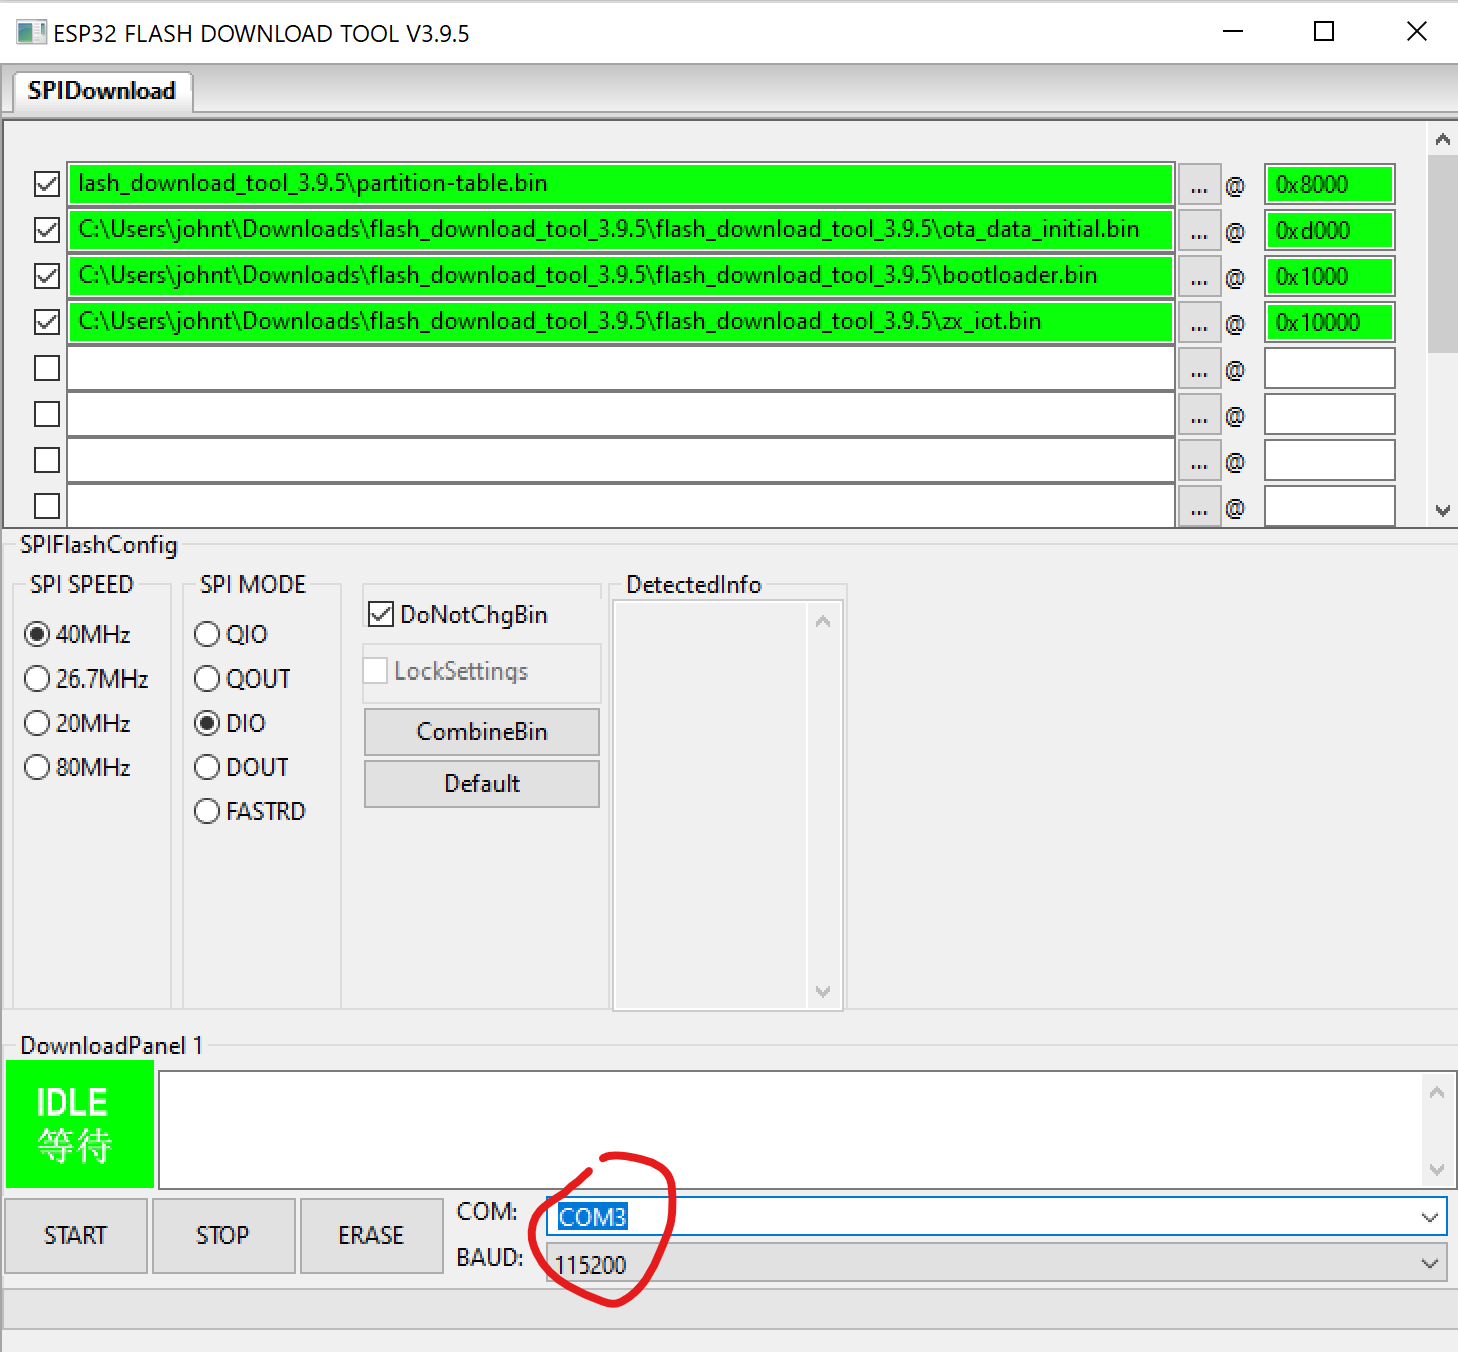 ESP32 FLASH DOWNLOAD TOOL V3.9.5
SPIDownload
lash_download_tool_3.9.5\partition-table.bin ... @ 0x8000
C:\Users\johnt\Downloads\flash_download_tool_3.9.5\flash_download_tool_3.9.5\ota_data_initial.bin ... @ 0xd000
C:\Users\johnt\Downloads\flash_download_tool_3.9.5\flash_download_tool_3.9.5\bootloader.bin ... @ 0x1000
C:\Users\johnt\Downloads\flash_download_tool_3.9.5\flash_download_tool_3.9.5\zx_iot.bin ... @ 0x10000
... @
... @
... @
... @
SPIFlashConfig
SPI SPEED
40MHz
26.7MHz
20MHz
80MHz
SPI MODE
QIO
QOUT
DIO
DOUT
FASTRD
DoNotChgBin
LockSettings
CombineBin
Default
DetectedInfo
DownloadPanel 1
IDLE
等待
START
STOP
ERASE
COM: COM3
BAUD: 115200